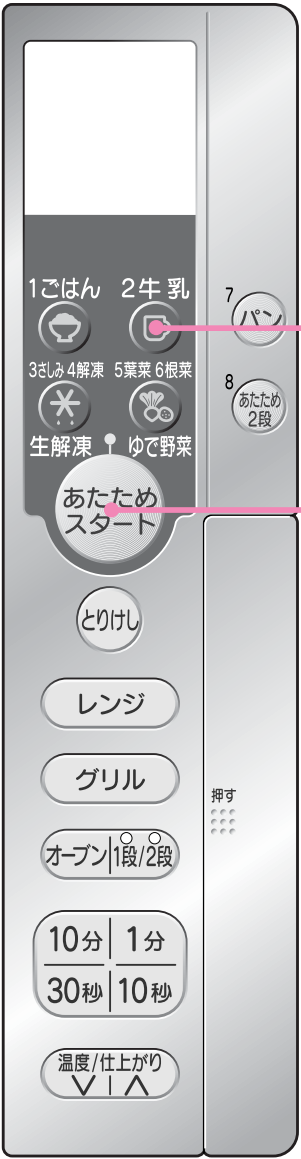 1ごはん 2牛乳
7
パン
3さしみ 4解凍 5葉菜 6根菜
8
あたため
2段
生解凍 ゆで野菜
あたため
スタート
とりけし
レンジ
グリル
押す
オーブン 1段/2段
10分 1分
30秒 10秒
温度/仕上がり